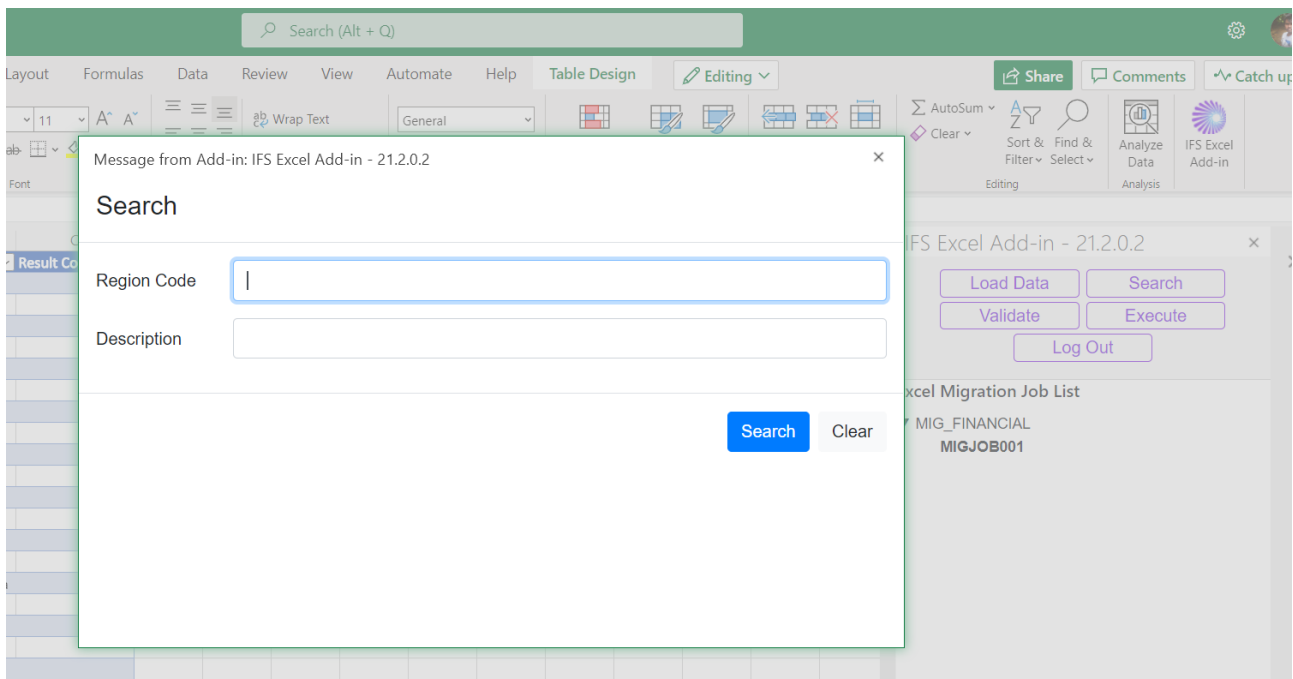 Search (Alt + Q)
Layout Formulas Data Review View Automate Help Table Design Editing Share Comments Catch up
11 A^ A˅ ab Wrap Text General AutoSum
Clear
Sort & Filter Find & Select Analyze Data IFS Excel Add-in
ab
Font Editing Analysis
Message from Add-in: IFS Excel Add-in - 21.2.0.2
Search
Region Code
Description
Search Clear
Result Co
IFS Excel Add-in - 21.2.0.2
Load Data Search
Validate Execute
Log Out
xcel Migration Job List
MIG_FINANCIAL
MIGJOB001